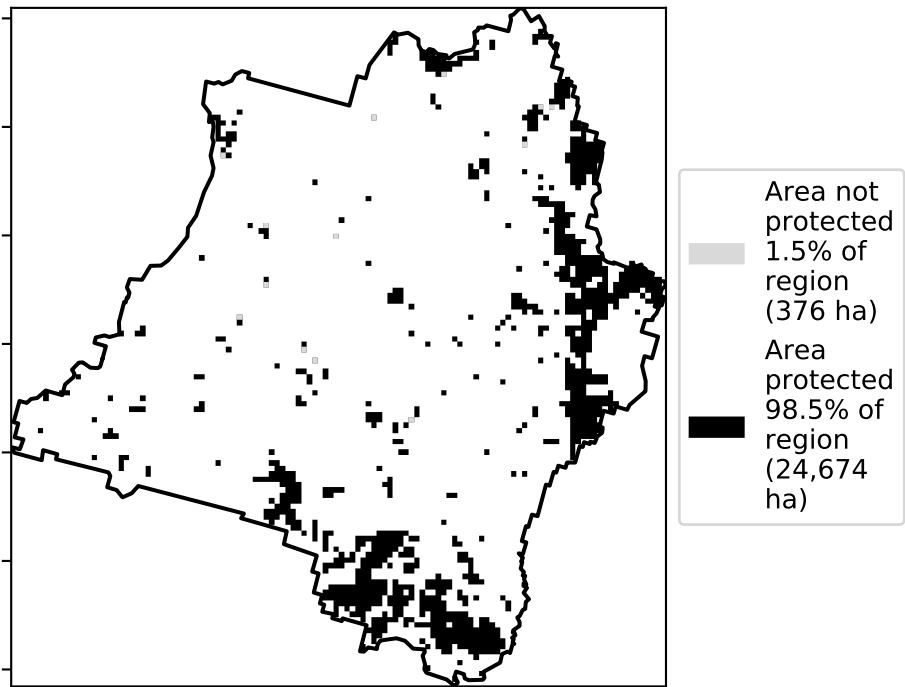 Area not
protected
1.5% of
region
(376 ha)
Area
protected
98.5% of
region
(24,674
ha)